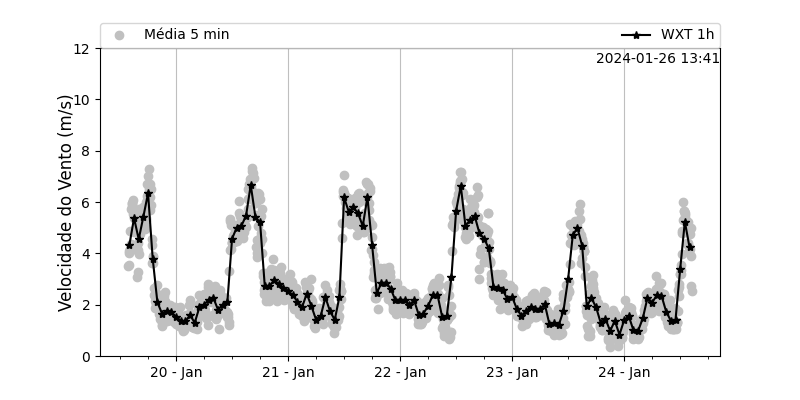 Média 5 min
WXT 1h
2024-01-26 13:41
Velocidade do Vento (m/s)
12
10
8
6
4
2
0
20 - Jan
21 - Jan
22 - Jan
23 - Jan
24 - Jan